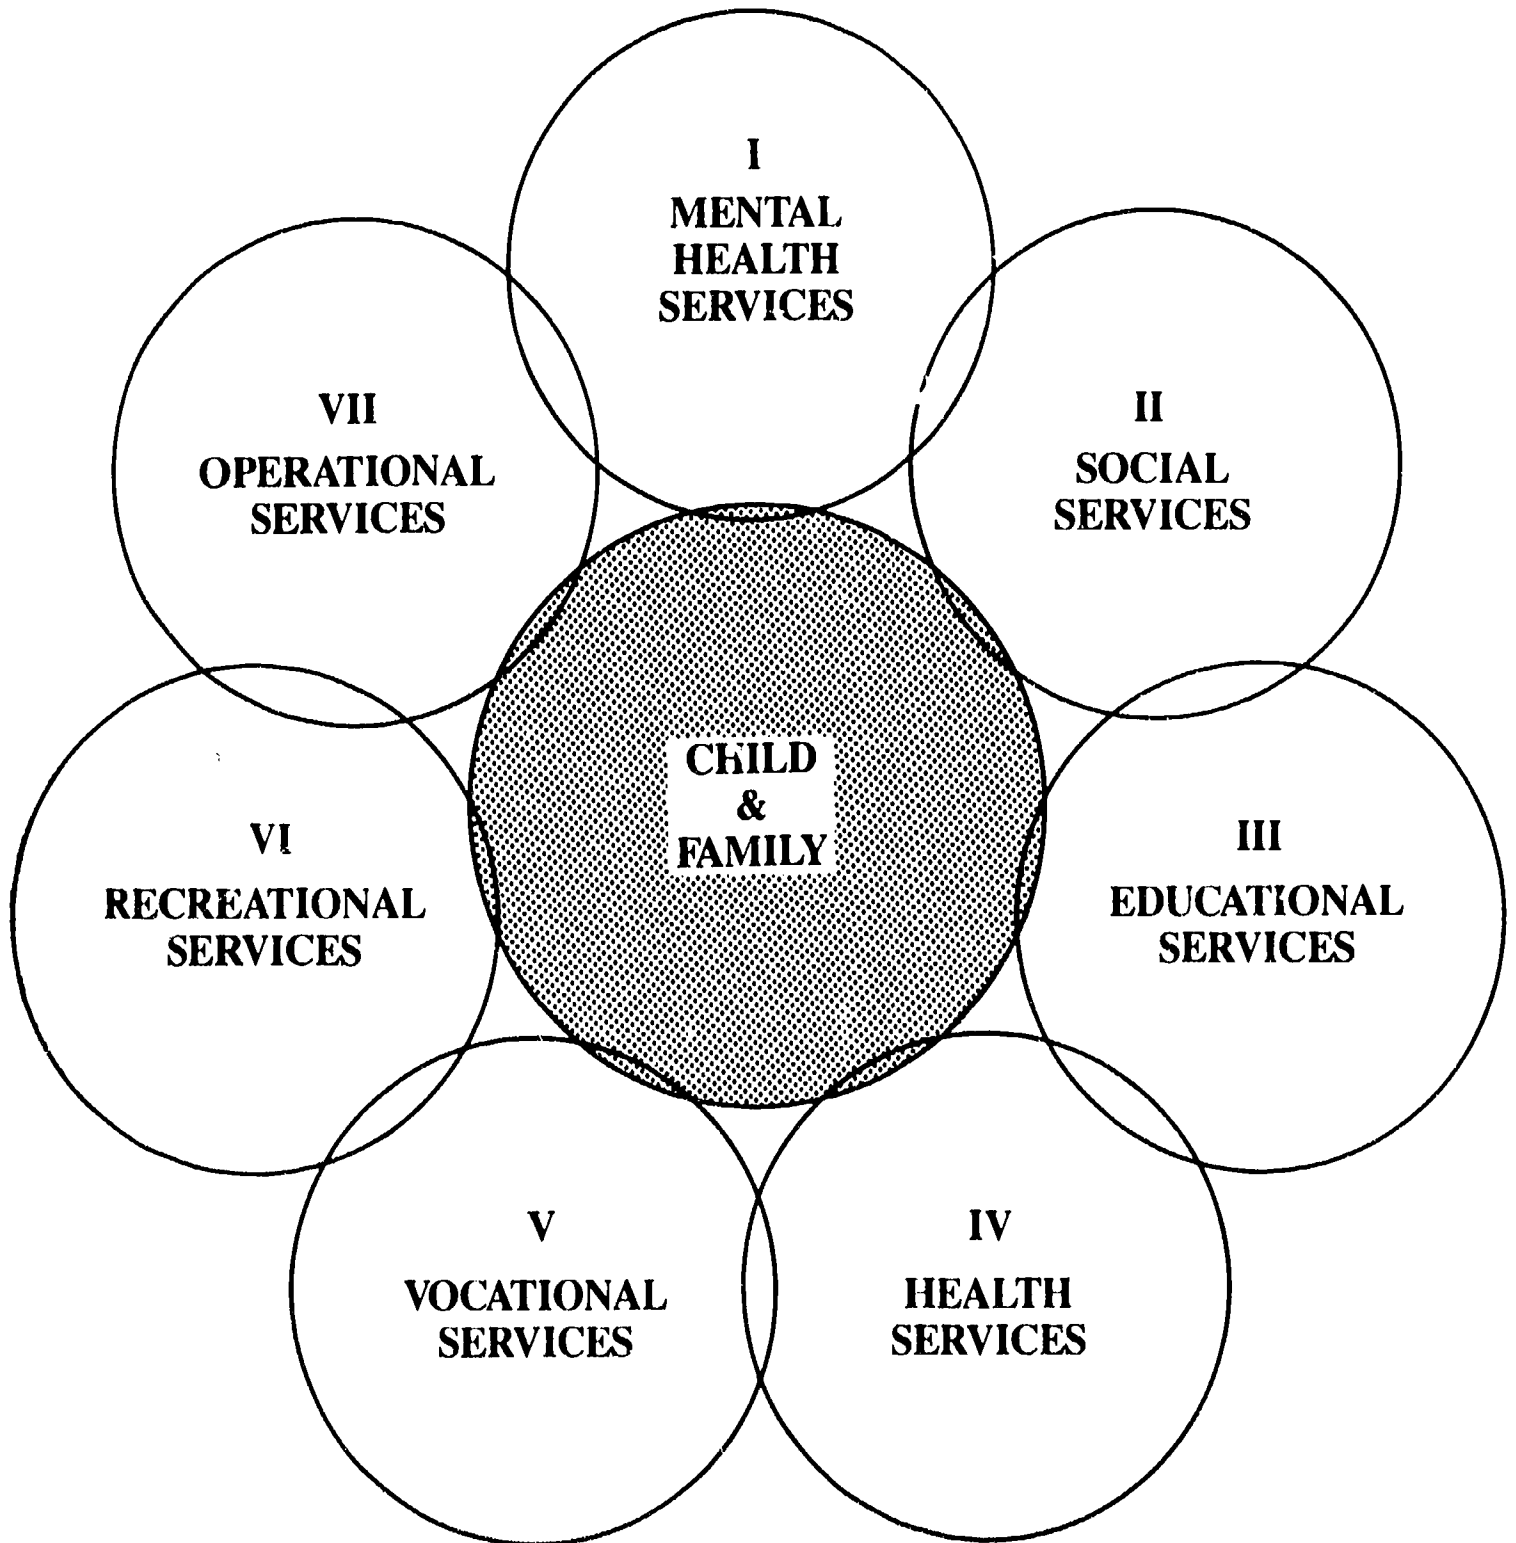 I
MENTAL
HEALTH
SERVICES
II
SOCIAL
SERVICES
III
EDUCATIONAL
SERVICES
IV
HEALTH
SERVICES
V
VOCATIONAL
SERVICES
VI
RECREATIONAL
SERVICES
VII
OPERATIONAL
SERVICES
CHILD
&
FAMILY